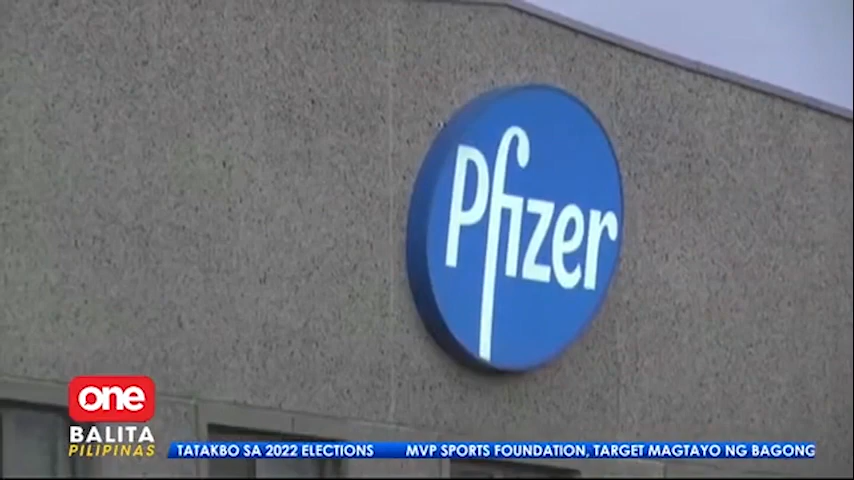 Pfizer
one
BALITA
PILIPINAS
TATAKBO SA 2022 ELECTIONS MVP SPORTS FOUNDATION, TARGET MAGTAYO NG BAGONG